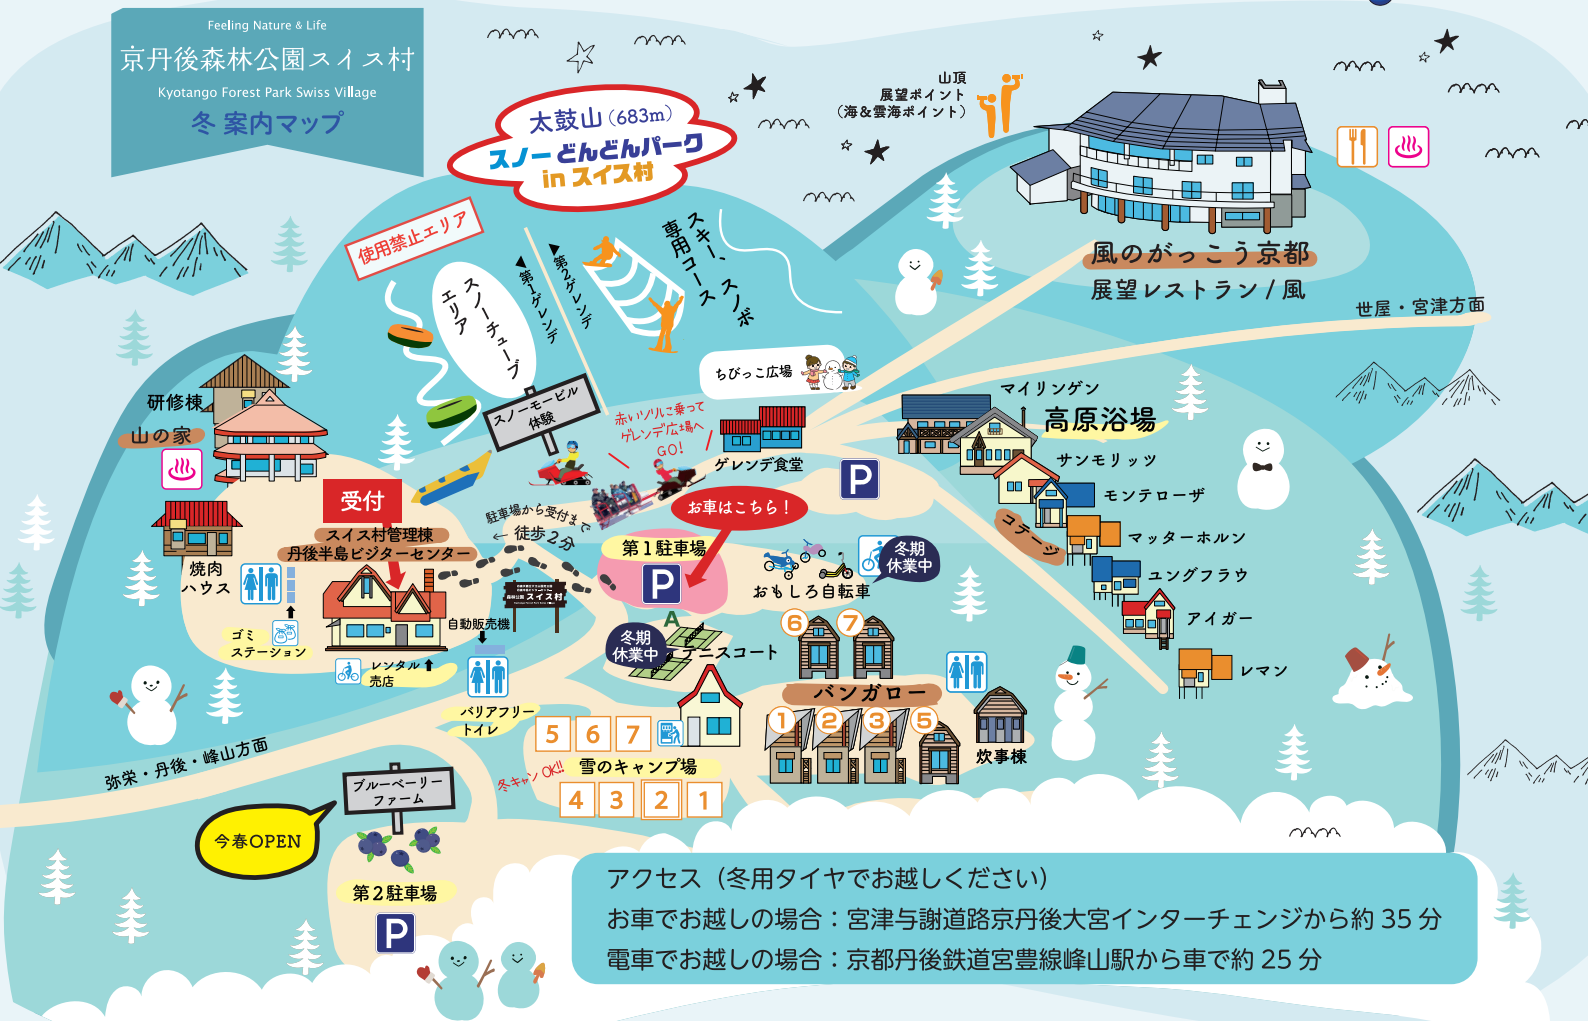 Feeling Nature & Life
京丹後森林公園スイス村
Kyotango Forest Park Swiss Village
冬 案内マップ
太鼓山（683m）
スノーどんどんパーク
in スイス村
山頂
展望ポイント
（海&雲海ポイント）
風のがっこう京都
展望レストラン / 風
世屋・宮津方面
使用禁止エリア
スノーチューブ
エリア
▲第1ゲレンデ
▲第2ゲレンデ
スキー、スノボ
専用コース
ちびっこ広場
スノーモービル
体験
赤いソリに乗って
ゲレンデ広場へ
GO!
ゲレンデ食堂
P
お車はこちら！
マイリンゲン
高原浴場
サンモリッツ
モンテローザ
コテージ
マッターホルン
ユングフラウ
アイガー
レマン
研修棟
山の家
焼肉
ハウス
受付
スイス村管理棟
丹後半島ビジターセンター
駐車場から受付まで
← 徒歩2分
第1駐車場
P
A
おもしろ自転車
冬期
休業中
森林公園 スイス村
自動販売機
ゴミ
ステーション
レンタル
売店
バリアフリー
トイレ
冬期
休業中
テニスコート
6
7
バンガロー
1
2
3
5
炊事棟
5
6
7
雪のキャンプ場
冬キャン OK!!
4
3
2
1
弥栄・丹後・峰山方面
ブルーベリー
ファーム
今春OPEN
第2駐車場
P
アクセス（冬用タイヤでお越しください）
お車でお越しの場合：宮津与謝道路京丹後大宮インターチェンジから約 35 分
電車でお越しの場合：京都丹後鉄道宮豊線峰山駅から車で約 25 分